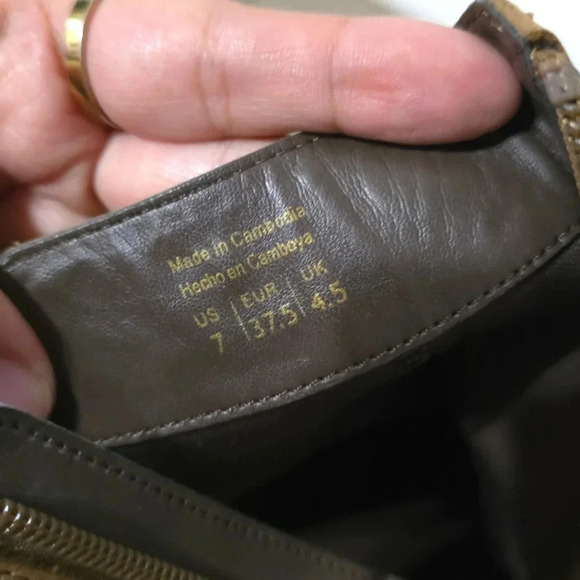 Made in Cambodia
Hecho en Camboya
US | EUR | UK
7 | 37.5 | 4.5